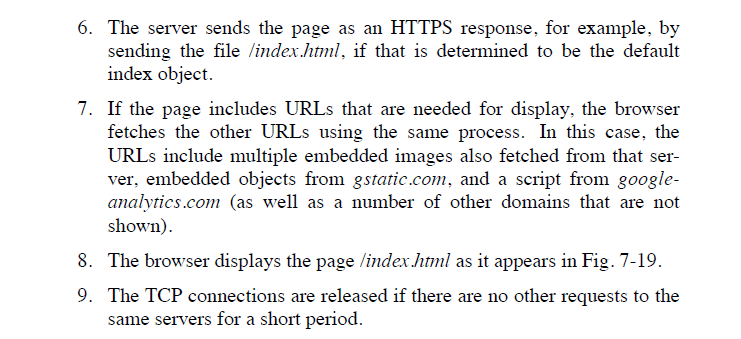 6. The server sends the page as an HTTPS response, for example, by
sending the file /index.html, if that is determined to be the default
index object.
7. If the page includes URLs that are needed for display, the browser
fetches the other URLs using the same process. In this case, the
URLs include multiple embedded images also fetched from that ser-
ver, embedded objects from gstatic.com, and a script from google-
analytics.com (as well as a number of other domains that are not
shown).
8. The browser displays the page /index.html as it appears in Fig. 7-19.
9. The TCP connections are released if there are no other requests to the
same servers for a short period.